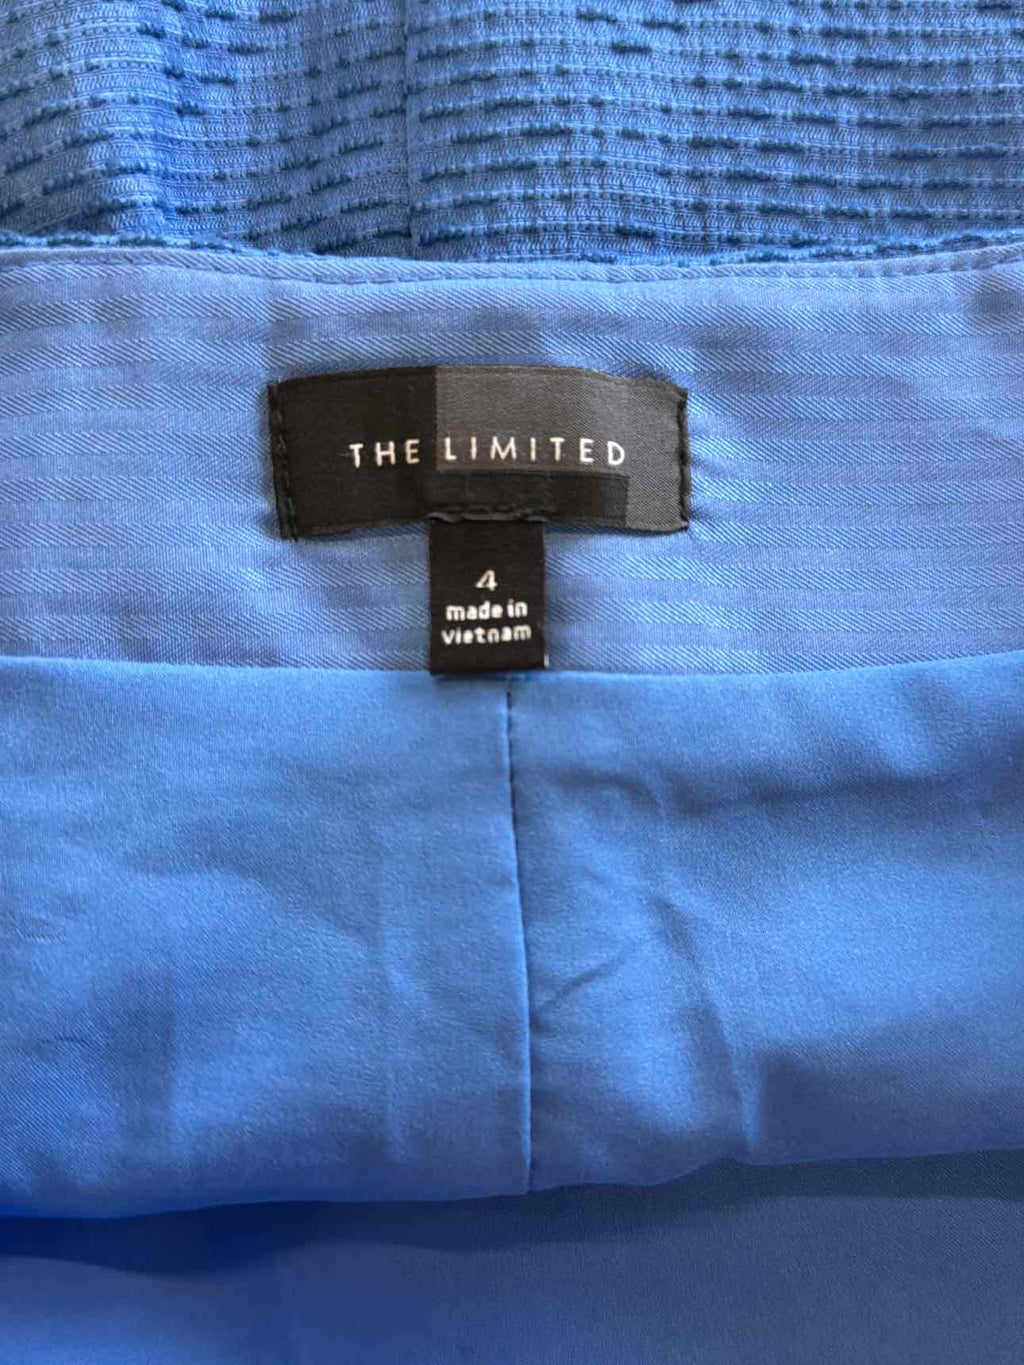 THE LIMITED
4
made in
vietnam